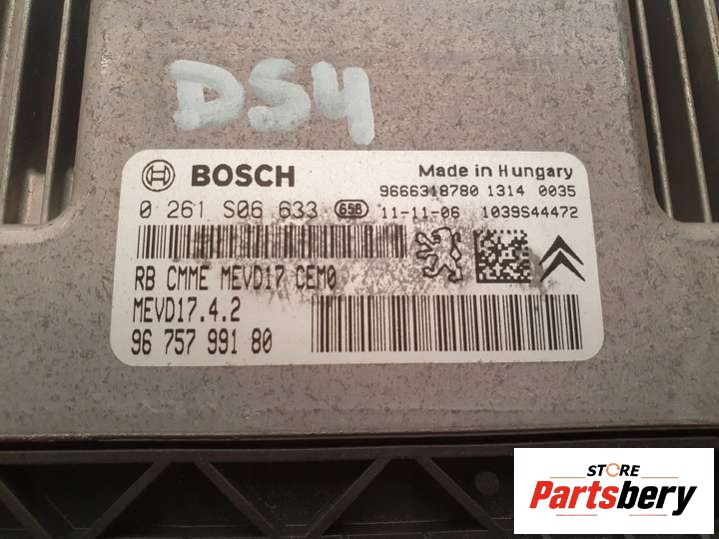 DS4
BOSCH
Made in Hungary
9666318780 1314 0035
0 261 S06 633 658 11-11-06 1039S44472
RB CMME MEVD17 CEM0
MEVD17.4.2
96 757 991 80
STORE
Partsbery